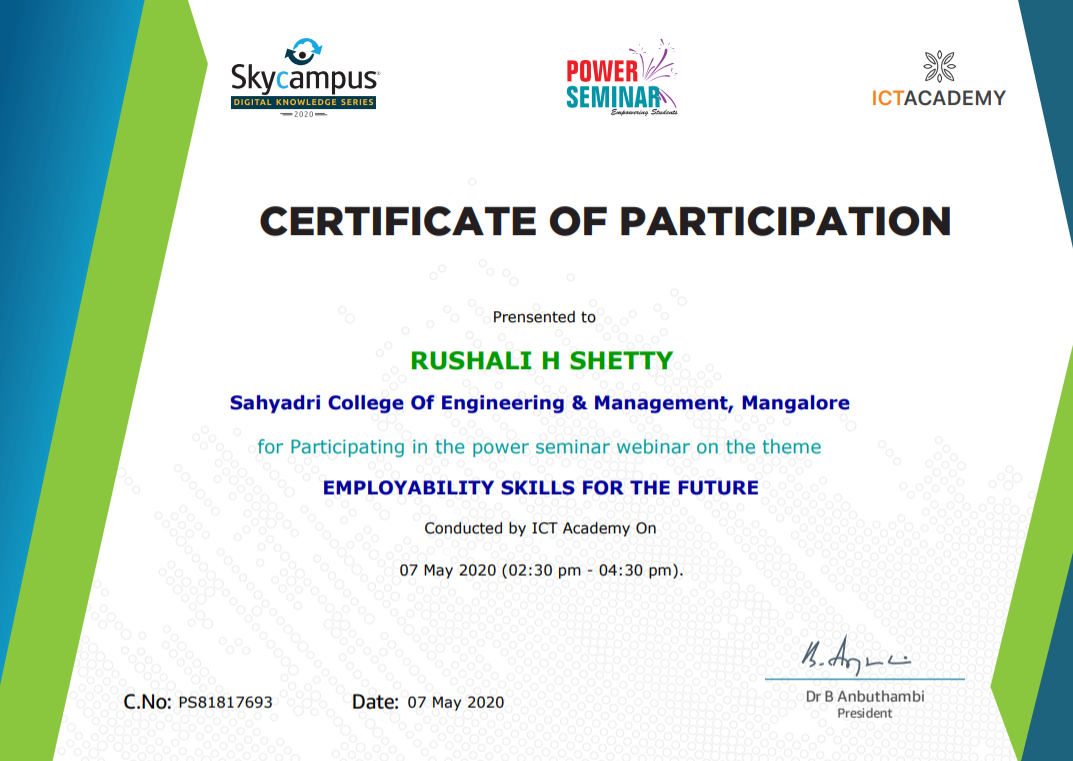 Skycampus
DIGITAL KNOWLEDGE SERIES
2020
POWER
SEMINAR
Empowering Students
ICTACADEMY
CERTIFICATE OF PARTICIPATION
Prensented to
RUSHALI H SHETTY
Sahyadri College Of Engineering & Management, Mangalore
for Participating in the power seminar webinar on the theme
EMPLOYABILITY SKILLS FOR THE FUTURE
Conducted by ICT Academy On
07 May 2020 (02:30 pm - 04:30 pm).
C.No: PS81817693 Date: 07 May 2020
Dr B Anbuthambi
President